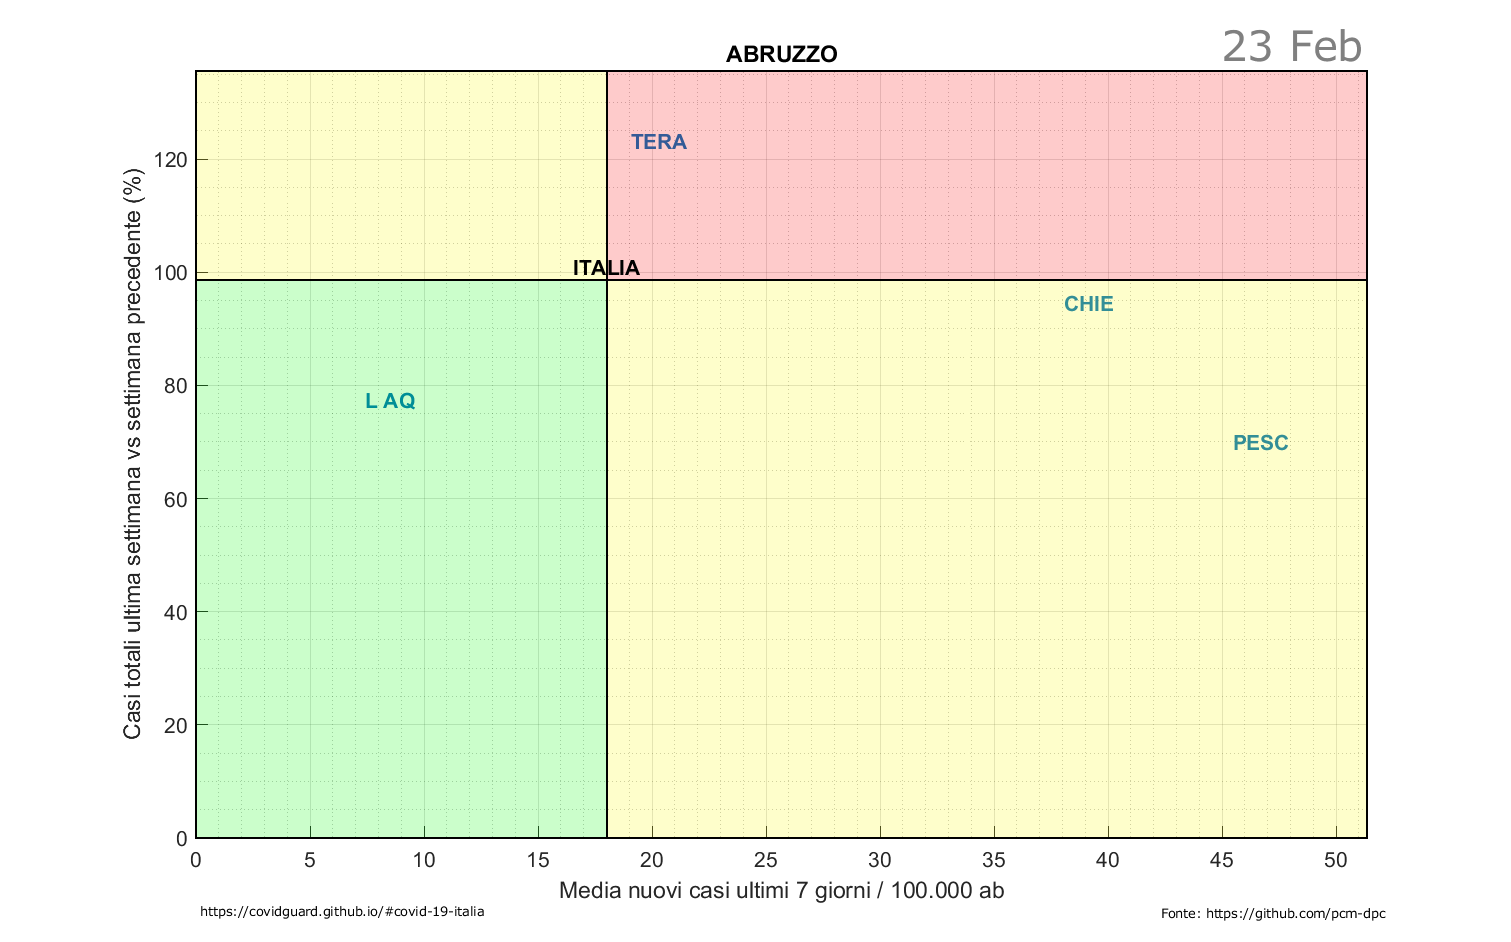 ABRUZZO
23 Feb
Casi totali ultima settimana vs settimana precedente (%)
120
100
80
60
40
20
0
TERA
ITALIA
CHIE
L AQ
PESC
0 5 10 15 20 25 30 35 40 45 50
Media nuovi casi ultimi 7 giorni / 100.000 ab
https://covidguard.github.io/#covid-19-italia
Fonte: https://github.com/pcm-dpc